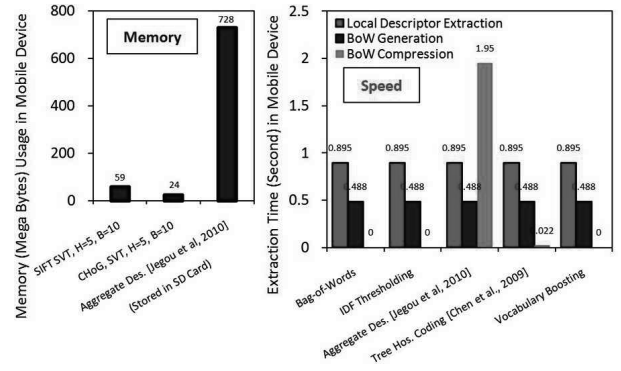 Memory (Mega Bytes) Usage in Mobile Device
800
600
400
200
0
Memory
59
24
728
SIFT SVT, H=5, B=10
CHoG, SVT, H=5, B=10
Aggregate Des. [Jegou et al, 2010]
(Stored in SD Card)
Extraction Time (Second) in Mobile Device
2.5
2
1.5
1
0.5
0
Local Descriptor Extraction
BoW Generation
BoW Compression
Speed
0.895
0.488
0
0.895
0.488
0
0.895
0.488
1.95
0.895
0.488
0.022
0.895
0.488
0
Bag-of-Words
IDF Thresholding
Aggregate Des. [Jegou et al, 2010]
Tree Hos. Coding [Chen et al., 2009]
Vocabulary Boosting